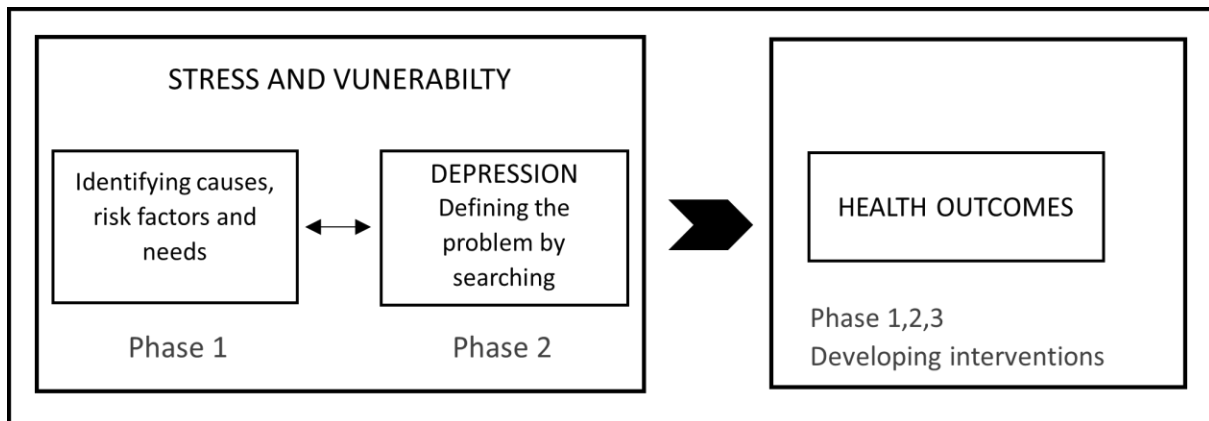 STRESS AND VUNERABILTY
Identifying causes,
risk factors and
needs
Phase 1
DEPRESSION
Defining the
problem by
searching
Phase 2
HEALTH OUTCOMES
Phase 1,2,3
Developing interventions